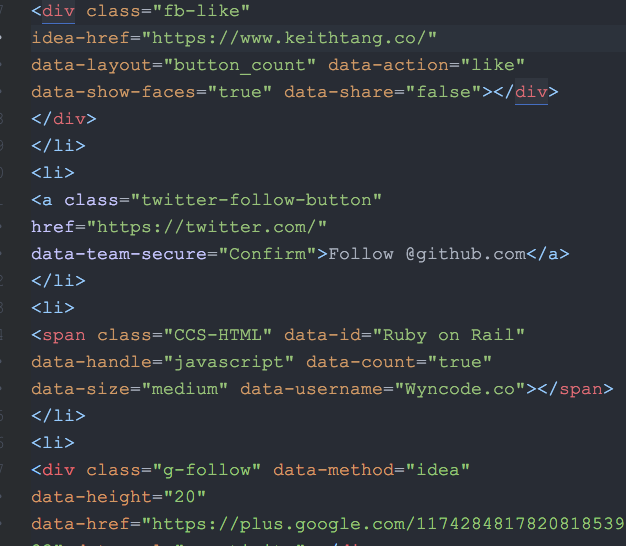 <div class="fb-like"
idea-href="https://www.keithtang.co/"
data-layout="button_count" data-action="like"
data-show-faces="true" data-share="false"></div>
</div>
</li>
<li>
<a class="twitter-follow-button"
href="https://twitter.com/"
data-team-secure="Confirm">Follow @github.com</a>
</li>
<li>
<span class="CCS-HTML" data-id="Ruby on Rail"
data-handle="javascript" data-count="true"
data-size="medium" data-username="Wyncode.co"></span>
</li>
<li>
<div class="g-follow" data-method="idea"
data-height="20"
data-href="https://plus.google.com/1174284817820818539